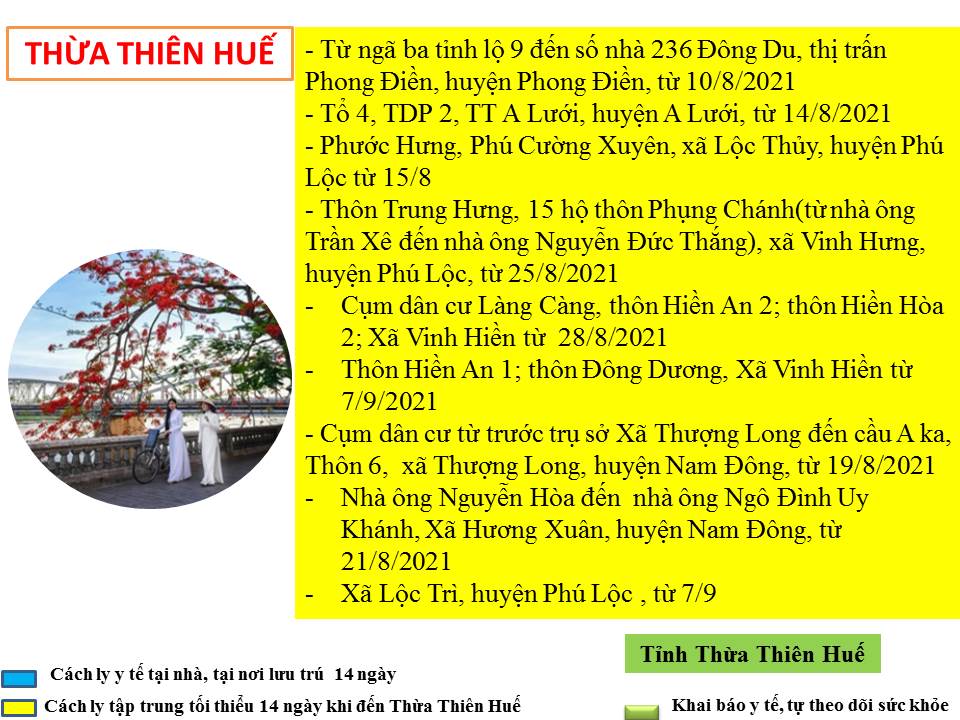 THỪA THIÊN HUẾ
- Từ ngã ba tỉnh lộ 9 đến số nhà 236 Đông Du, thị trấn
Phong Điền, huyện Phong Điền, từ 10/8/2021
- Tổ 4, TDP 2, TT A Lưới, huyện A Lưới, từ 14/8/2021
- Phước Hưng, Phú Cường Xuyên, xã Lộc Thủy, huyện Phú
Lộc từ 15/8
- Thôn Trung Hưng, 15 hộ thôn Phụng Chánh(từ nhà ông
Trần Xê đến nhà ông Nguyễn Đức Thắng), xã Vinh Hưng,
huyện Phú Lộc, từ 25/8/2021
- Cụm dân cư Làng Càng, thôn Hiền An 2; thôn Hiền Hòa
2; Xã Vinh Hiền từ 28/8/2021
- Thôn Hiền An 1; thôn Đông Dương, Xã Vinh Hiền từ
7/9/2021
- Cụm dân cư từ trước trụ sở Xã Thượng Long đến cầu A ka,
Thôn 6, xã Thượng Long, huyện Nam Đông, từ 19/8/2021
- Nhà ông Nguyễn Hòa đến nhà ông Ngô Đình Uy
Khánh, Xã Hương Xuân, huyện Nam Đông, từ
21/8/2021
- Xã Lộc Trì, huyện Phú Lộc , từ 7/9
Tỉnh Thừa Thiên Huế
Cách ly y tế tại nhà, tại nơi lưu trú 14 ngày
Cách ly tập trung tối thiểu 14 ngày khi đến Thừa Thiên Huế
Khai báo y tế, tự theo dõi sức khỏe